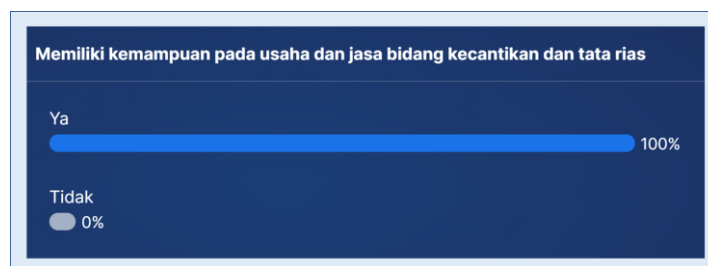 Memiliki kemampuan pada usaha dan jasa bidang kecantikan dan tata rias
Ya
100%
Tidak
0%